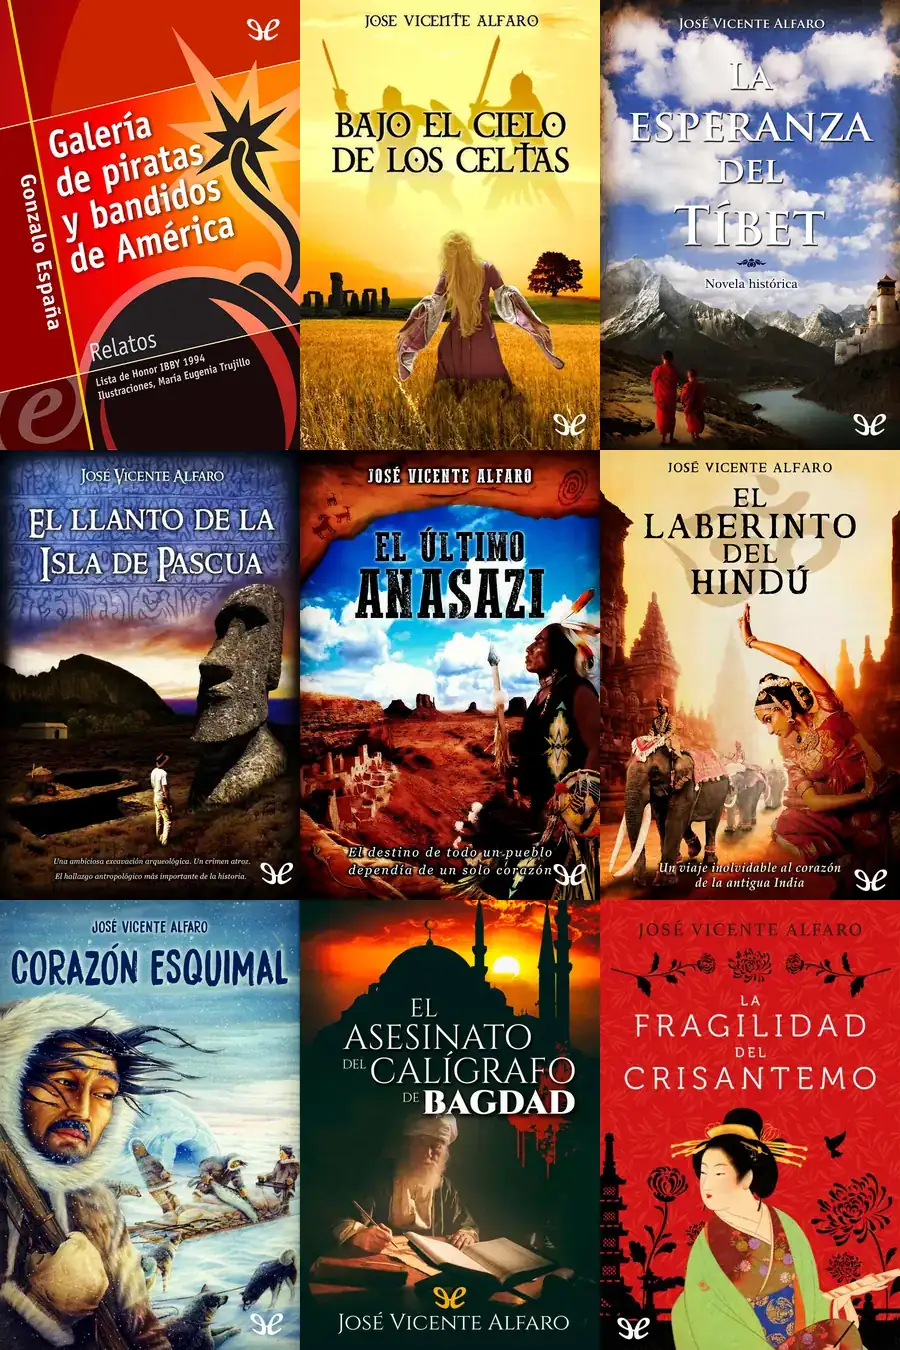 Galería
de piratas
y bandidos
de América
Gonzalo España
Relatos
Lista de Honor IBBY 1994
Ilustraciones, María Eugenia Trujillo
e
JOSÉ VICENTE ALFARO
BAJO EL CIELO
DE LOS CELTAS
JOSÉ VICENTE ALFARO
LA
ESPERANZA
DEL
TÍBET
Novela histórica
JOSÉ VICENTE ALFARO
EL LLANTO DE LA
ISLA DE PASCUA
Una ambiciosa excavación arqueológica. Un crimen atroz.
El hallazgo antropológico más importante de la historia.
JOSÉ VICENTE ALFARO
EL ÚLTIMO
ANASAZI
El destino de todo un pueblo
dependía de un solo corazón
JOSÉ VICENTE ALFARO
EL
LABERINTO
DEL
HINDÚ
Un viaje inolvidable al corazón
de la antigua India
JOSÉ VICENTE ALFARO
CORAZÓN ESQUIMAL
EL
ASESINATO
DEL CALÍGRAFO
DE BAGDAD
JOSÉ VICENTE ALFARO
JOSÉ VICENTE ALFARO
LA
FRAGILIDAD
DEL
CRISANTEMO